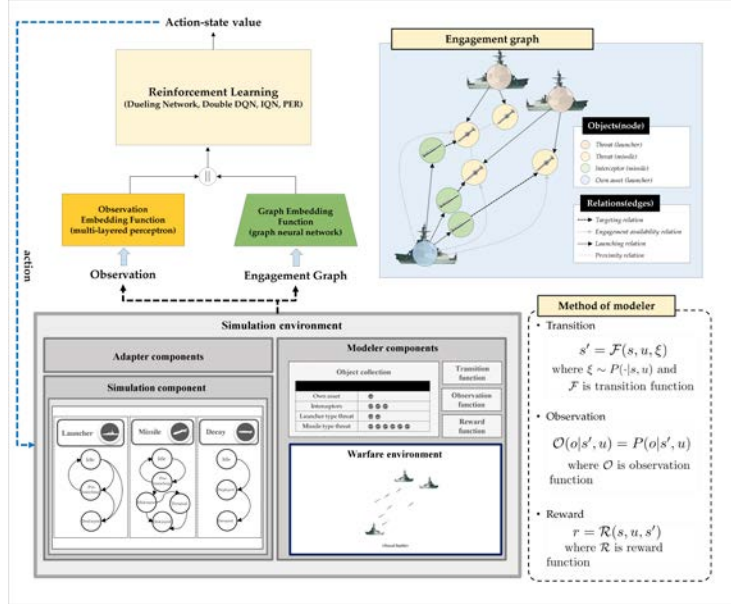 Action-state value
Reinforcement Learning
(Dueling Network, Double DQN, IQN, PER)
||
Observation
Embedding Function
(multi-layered perceptron)
Graph Embedding
Function
(graph neural network)
action
Observation
Engagement Graph
Engagement graph
Objects(node)
Threat (launcher)
Threat (missile)
Interceptor (missile)
Own asset (launcher)
Relations(edges)
Targeting relation
Engagement availability relation
Launching relation
Proximity relation
Simulation environment
Adapter components
Simulation component
Launcher
Idle
Missile
Idle
Decoy
Idle
Modeler components
Object collection
Own asset
Interceptors
Launcher type threat
Missile type threat
Transition
function
Observation
function
Reward
function
Warfare environment
Method of modeler
• Transition
s′ = F(s, u, ξ)
where ξ ∼ P(·|s, u) and
F is transition function
• Observation
O(o|s′, u) = P(o|s′, u)
where O is observation
function
• Reward
r = R(s, u, s′)
where R is reward
function